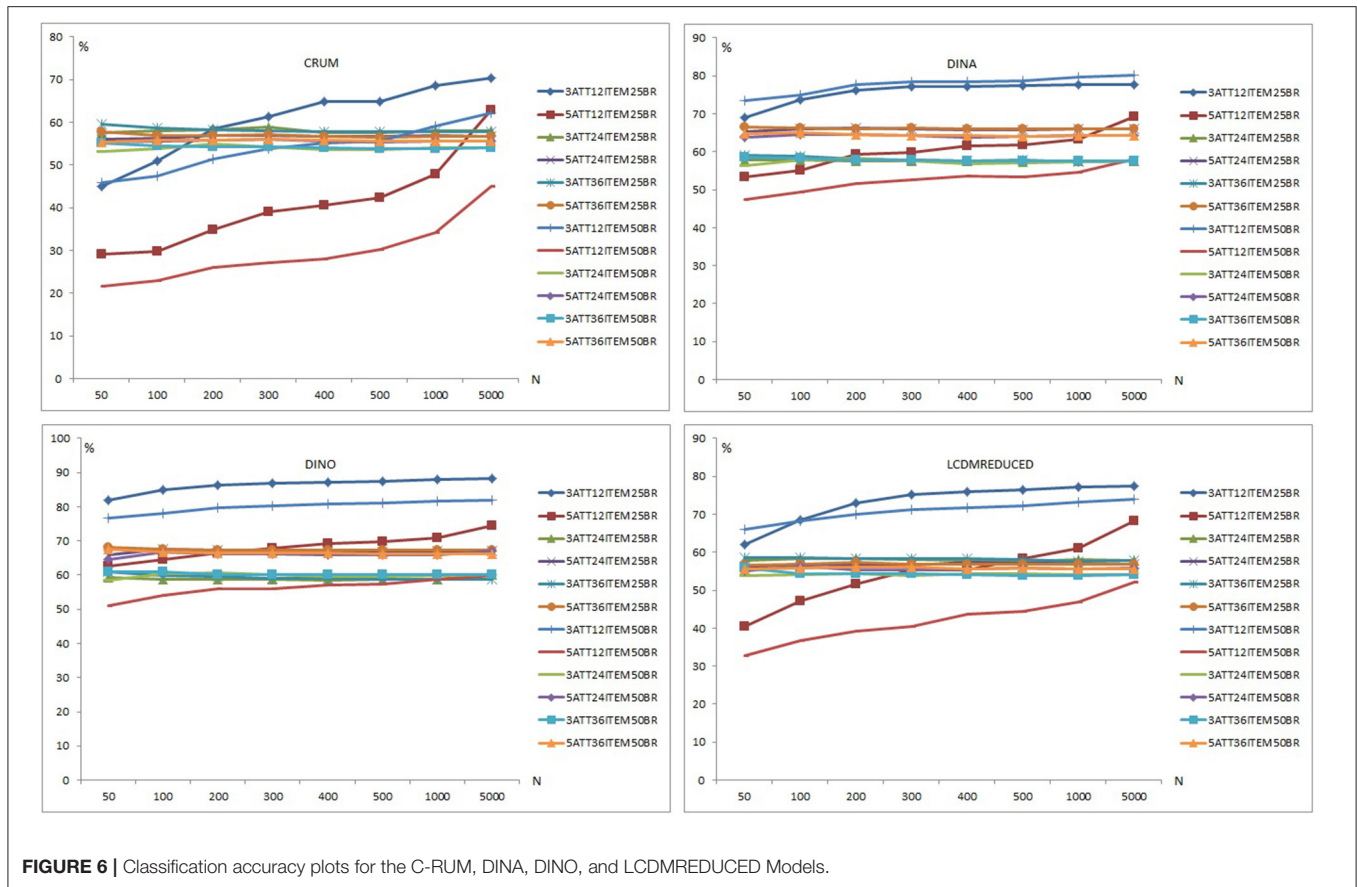 80
%
CRUM
70
60
50
40
30
20
10
0
N
50 100 200 300 400 500 1000 5000
3ATT12ITEM25BR
5ATT12ITEM25BR
3ATT24ITEM25BR
5ATT24ITEM25BR
3ATT36ITEM25BR
5ATT36ITEM25BR
3ATT12ITEM50BR
5ATT12ITEM50BR
3ATT24ITEM50BR
5ATT24ITEM50BR
3ATT36ITEM50BR
5ATT36ITEM50BR
90
%
DINA
80
70
60
50
40
30
20
10
0
N
50 100 200 300 400 500 1000 5000
3ATT12ITEM25BR
5ATT12ITEM25BR
3ATT24ITEM25BR
5ATT24ITEM25BR
3ATT36ITEM25BR
5ATT36ITEM25BR
3ATT12ITEM50BR
5ATT12ITEM50BR
3ATT24ITEM50BR
5ATT24ITEM50BR
3ATT36ITEM50BR
5ATT36ITEM50BR
100
%
DINO
90
80
70
60
50
40
30
20
10
0
N
50 100 200 300 400 500 1000 5000
3ATT12ITEM25BR
5ATT12ITEM25BR
3ATT24ITEM25BR
5ATT24ITEM25BR
3ATT36ITEM25BR
5ATT36ITEM25BR
3ATT12ITEM50BR
5ATT12ITEM50BR
3ATT24ITEM50BR
5ATT24ITEM50BR
3ATT36ITEM50BR
5ATT36ITEM50BR
90
%
LCDMREDUCED
80
70
60
50
40
30
20
10
0
N
50 100 200 300 400 500 1000 5000
3ATT12ITEM25BR
5ATT12ITEM25BR
3ATT24ITEM25BR
5ATT24ITEM25BR
3ATT36ITEM25BR
5ATT36ITEM25BR
3ATT12ITEM50BR
5ATT12ITEM50BR
3ATT24ITEM50BR
5ATT24ITEM50BR
3ATT36ITEM50BR
5ATT36ITEM50BR
FIGURE 6 | Classification accuracy plots for the C-RUM, DINA, DINO, and LCDMREDUCED Models.